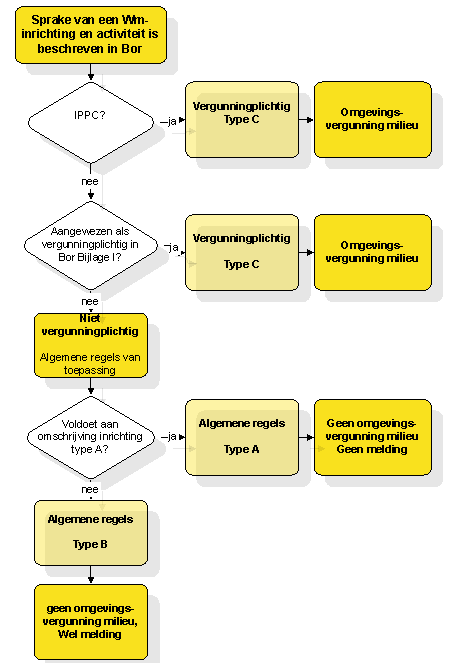 Sprake van een Wm-
inrichting en activiteit is
beschreven in Bor
IPPC?
ja
Vergunningplichtig
Type C
Omgevings-
vergunning milieu
nee
Aangewezen als
vergunningplichtig in
Bor Bijlage I?
ja
Vergunningplichtig
Type C
Omgevings-
vergunning milieu
nee
Niet
vergunningplichtig
Algemene regels van
toepassing
Voldoet aan
omschrijving inrichting
type A?
ja
Algemene regels
Type A
Geen omgevings-
vergunning milieu
Geen melding
nee
Algemene regels
Type B
geen omgevings-
vergunning milieu,
Wel melding